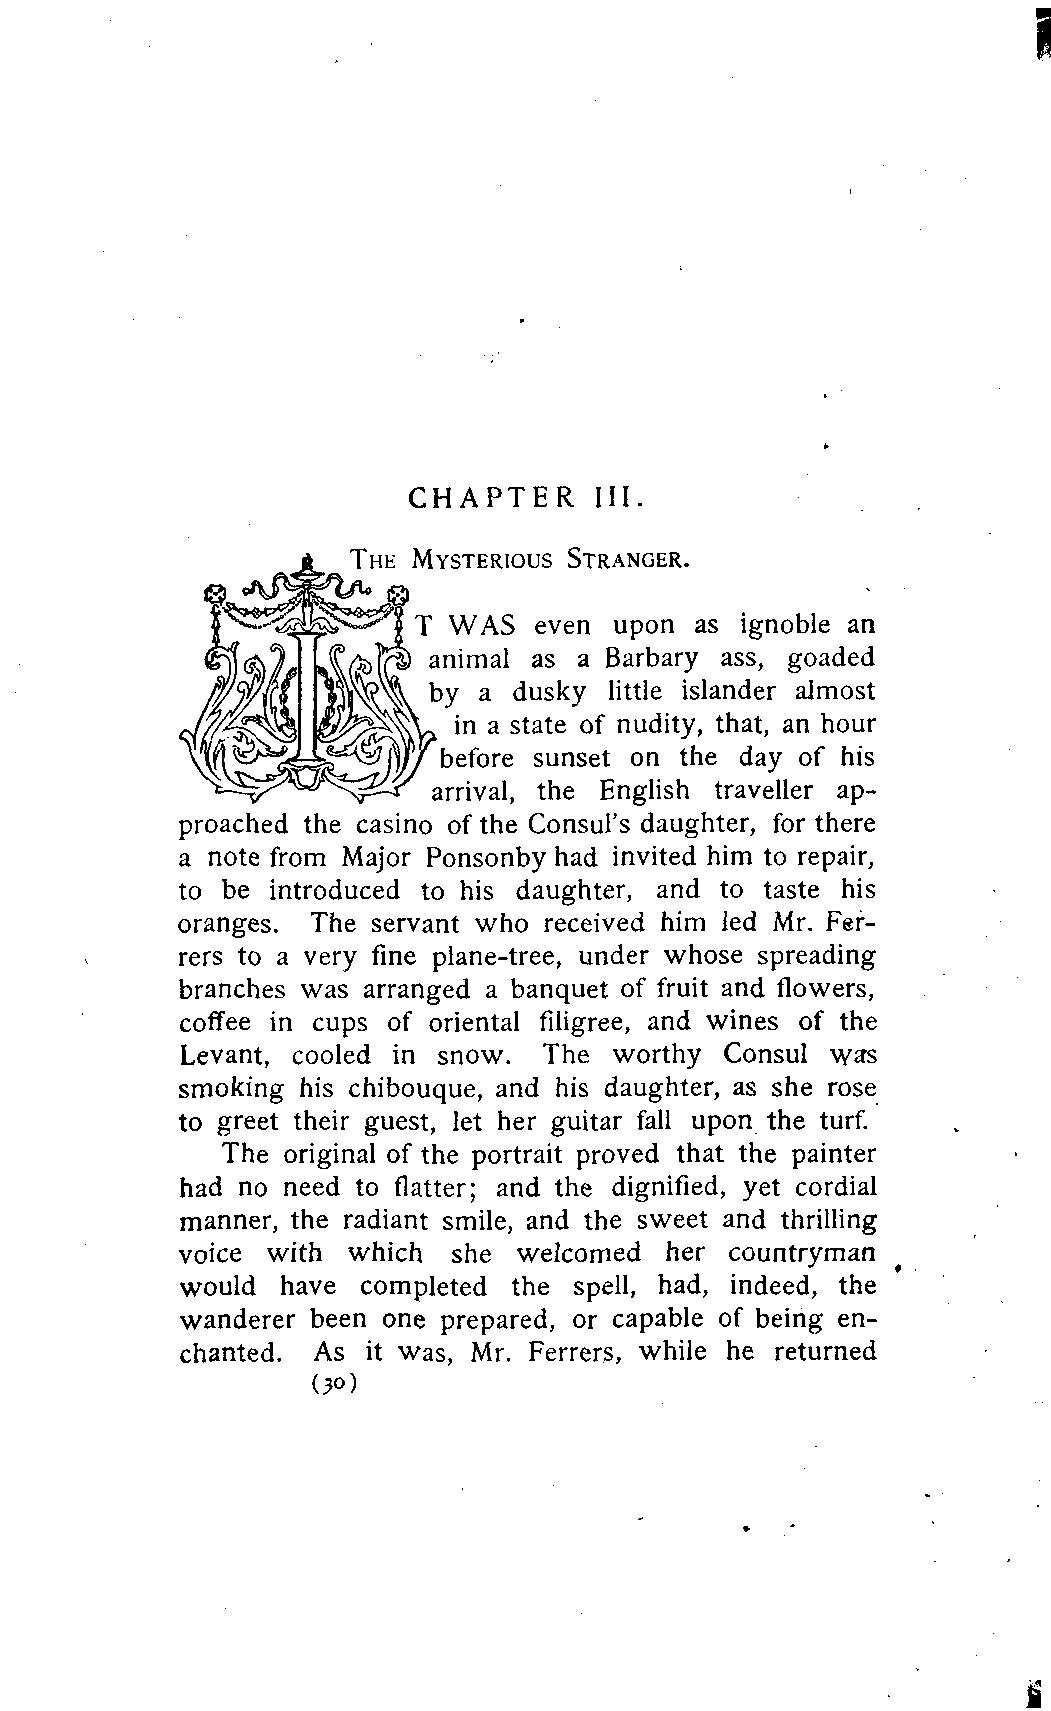 CHAPTER III.
THE MYSTERIOUS STRANGER.
IT WAS even upon as ignoble an
animal as a Barbary ass, goaded
by a dusky little islander almost
in a state of nudity, that, an hour
before sunset on the day of his
arrival, the English traveller ap-
proached the casino of the Consul's daughter, for there
a note from Major Ponsonby had invited him to repair,
to be introduced to his daughter, and to taste his
oranges. The servant who received him led Mr. Fer-
rers to a very fine plane-tree, under whose spreading
branches was arranged a banquet of fruit and flowers,
coffee in cups of oriental filigree, and wines of the
Levant, cooled in snow. The worthy Consul was
smoking his chibouque, and his daughter, as she rose
to greet their guest, let her guitar fall upon the turf.
The original of the portrait proved that the painter
had no need to flatter; and the dignified, yet cordial
manner, the radiant smile, and the sweet and thrilling
voice with which she welcomed her countryman
would have completed the spell, had, indeed, the
wanderer been one prepared, or capable of being en-
chanted. As it was, Mr. Ferrers, while he returned
(30)